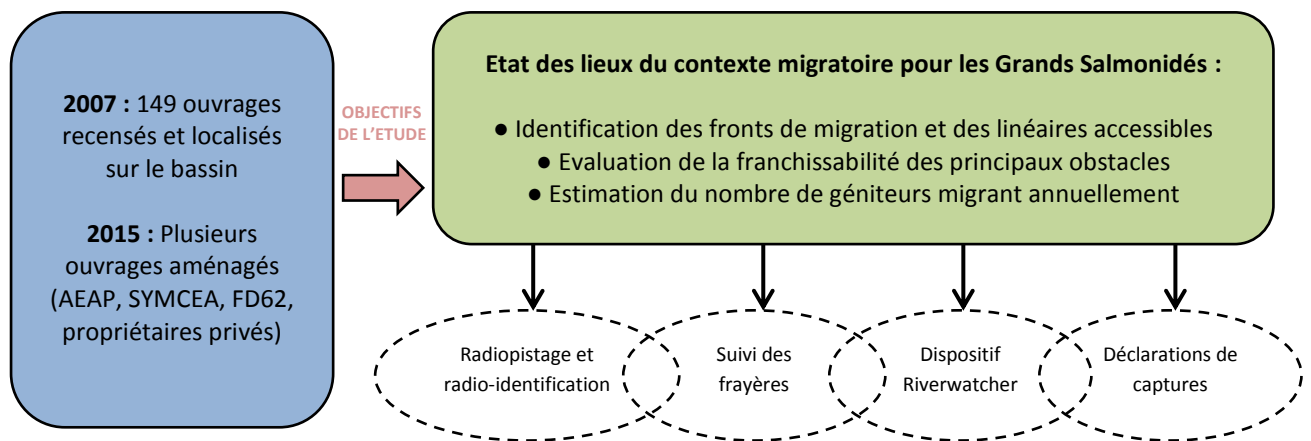 2007 : 149 ouvrages
recensés et localisés
sur le bassin
2015 : Plusieurs
ouvrages aménagés
(AEAP, SYMCEA, FD62,
propriétaires privés)
OBJECTIFS
DE L'ETUDE
Etat des lieux du contexte migratoire pour les Grands Salmonidés :
● Identification des fronts de migration et des linéaires accessibles
● Evaluation de la franchissabilité des principaux obstacles
● Estimation du nombre de géniteurs migrant annuellement
Radiopistage et
radio-identification
Suivi des
frayères
Dispositif
Riverwatcher
Déclarations de
captures